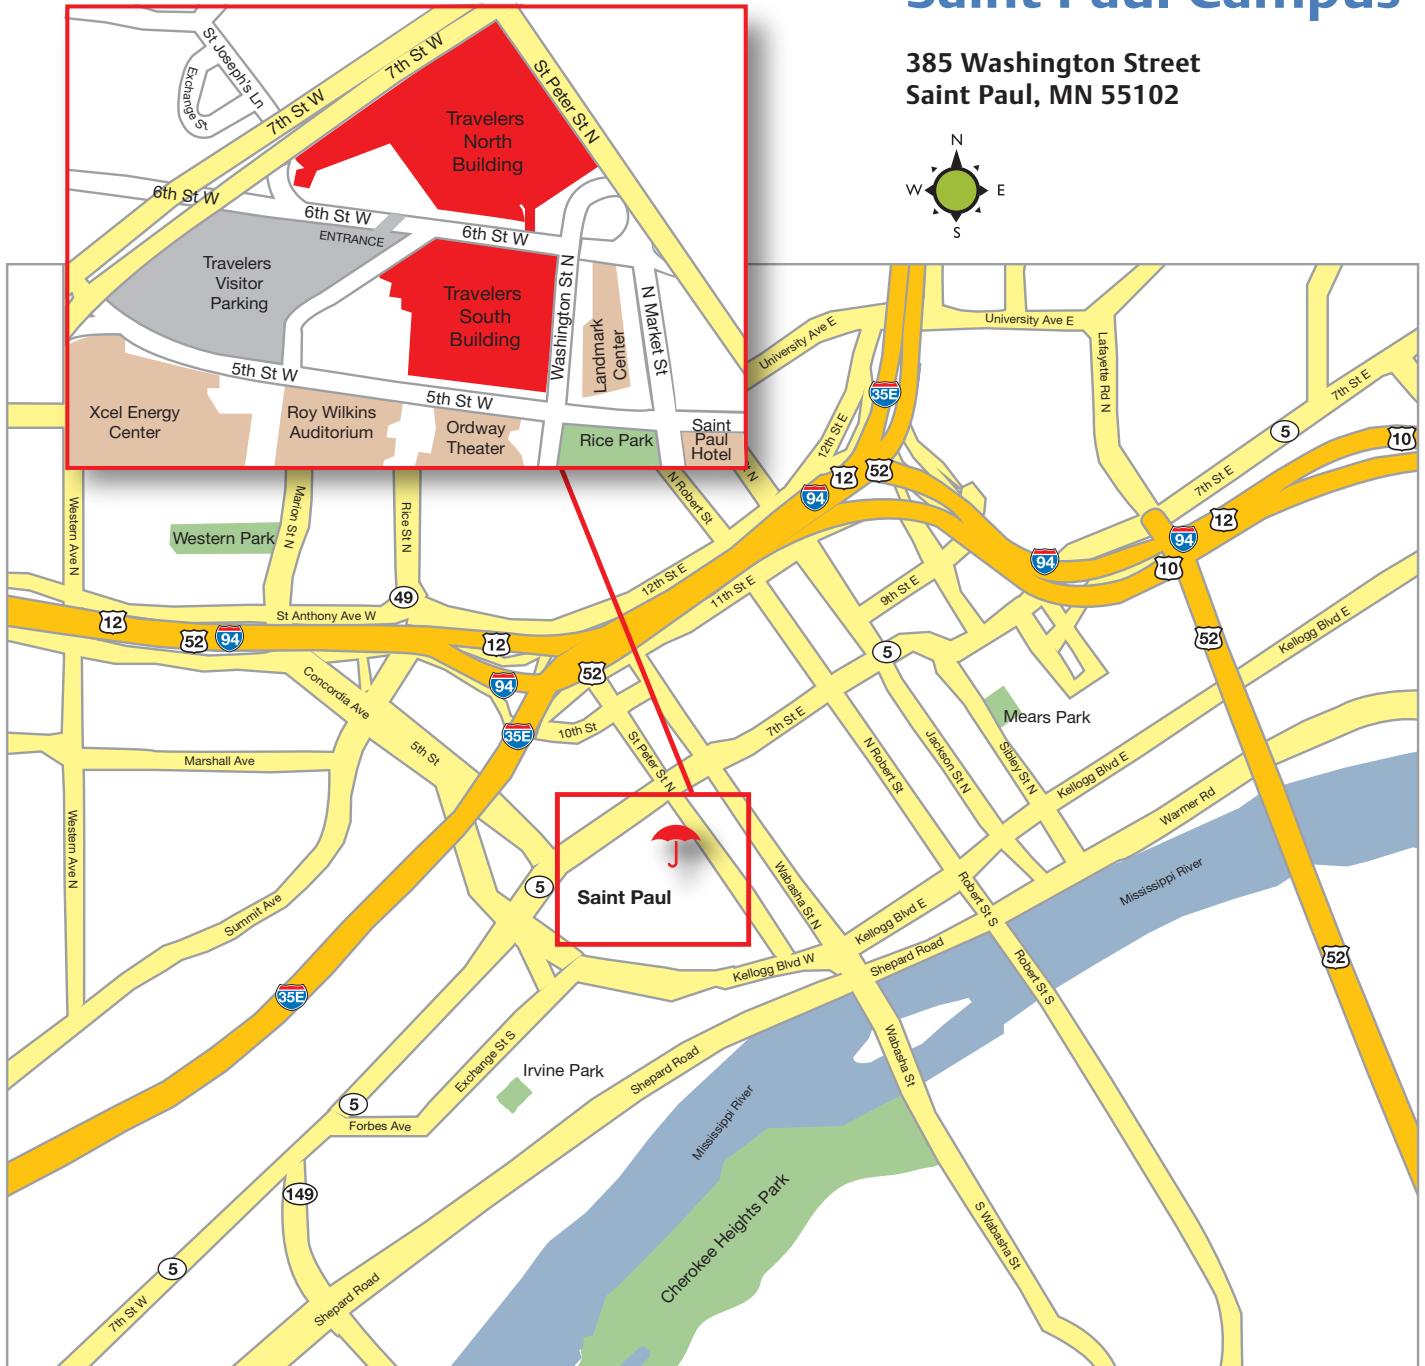 Saint Paul Campus
385 Washington Street
Saint Paul, MN 55102
N
W
E
S
St Joseph's Ln
Exchange St
7th St W
7th St W
St Peter St N
Travelers
North
Building
6th St W
6th St W
6th St W
ENTRANCE
Travelers
Visitor
Parking
Travelers
South
Building
Washington St N
Landmark
Center
N Market St
5th St W
5th St W
Xcel Energy
Center
Roy Wilkins
Auditorium
Ordway
Theater
Rice Park
Saint
Paul
Hotel
University Ave E
University Ave E
Lafayette Rd N
7th St E
5
10
35E
12th St E
12
52
94
7th St E
12
94
10
94
N Robert St
t N
Western Ave N
Western Park
Marion St N
Rice St N
49
12th St E
11th St E
9th St E
St Anthony Ave W
12
52
94
12
94
52
5
52
Kellogg Blvd E
Concordia Ave
35E
10th St
5th St
Marshall Ave
St Peter St N
7th St E
Mears Park
N Robert St
Jackson St N
Sibley St N
Kellogg Blvd E
Warmer Rd
Western Ave N
Summit Ave
5
Saint Paul
Wabasha St N
Kellogg Blvd E
Robert St S
Mississippi River
Kellogg Blvd W
Shepard Road
Robert St S
52
35E
Exchange St S
Irvine Park
Shepard Road
Wabasha St
5
Forbes Ave
Mississippi River
149
Cherokee Heights Park
S Wabasha St
5
7th St W
Shepard Road